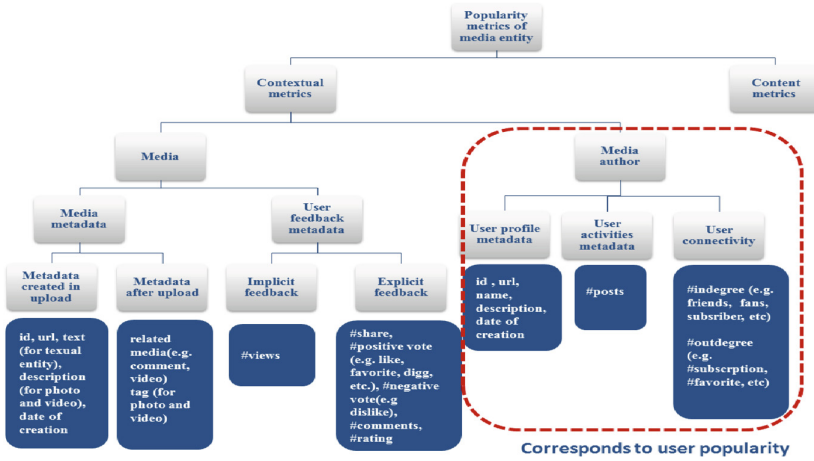 Popularity
metrics of
media entity
Contextual
metrics
Content
metrics
Media
Media
author
Media
metadata
User
feedback
metadata
User profile
metadata
User
activities
metadata
User
connectivity
Metadata
created in
upload
Metadata
after upload
Implicit
feedback
Explicit
feedback
id, url, text
(for texual
entity),
description
(for photo
and video),
date of
creation
related
media(e.g.
comment,
video)
tag (for
photo and
video)
#views
#share,
#positive vote
(e.g. like,
favorite, digg,
etc.), #negative
vote(e.g
dislike),
#comments,
#rating
id , url,
name,
description,
date of
creation
#posts
#indegree (e.g.
friends, fans,
subsriber, etc)
#outdegree
(e.g.
#subscrption,
#favorite, etc)
Corresponds to user popularity